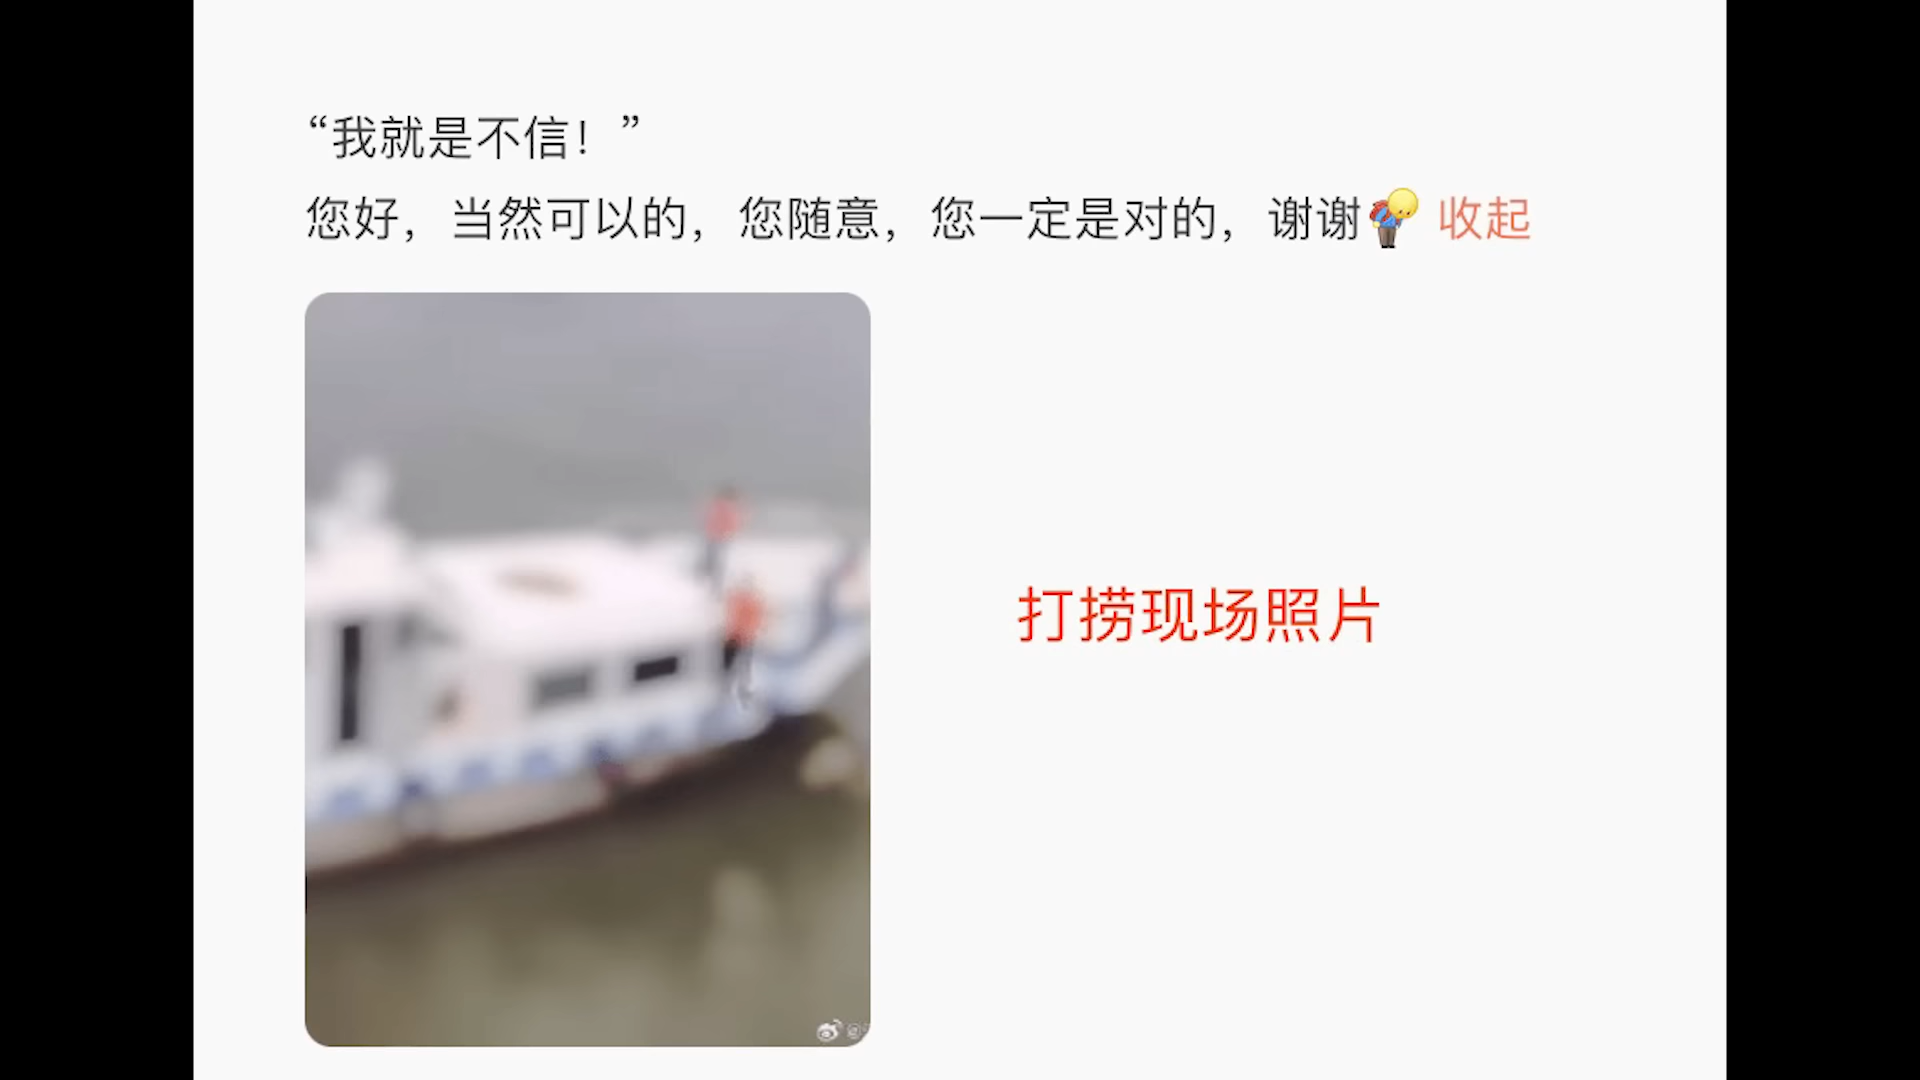 “我就是不信！”
您好，当然可以的，您随意，您一定是对的，谢谢 收起
打捞现场照片